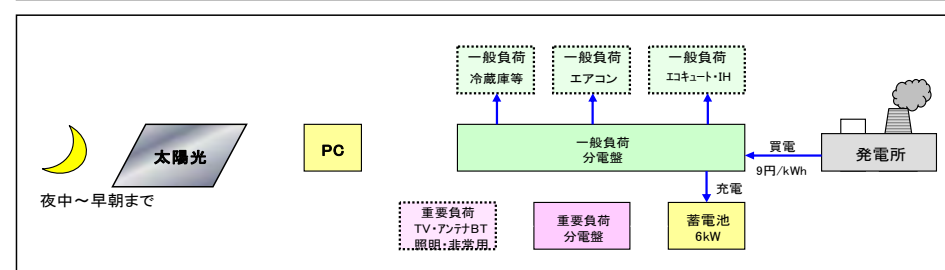 一般負荷
冷蔵庫等
一般負荷
エアコン
一般負荷
エコキュート・IH
太陽光
PC
一般負荷
分電盤
買電
9円/kWh
発電所
夜中～早朝まで
充電
重要負荷
TV・アンテナBT
照明・非常用
重要負荷
分電盤
蓄電池
6kW